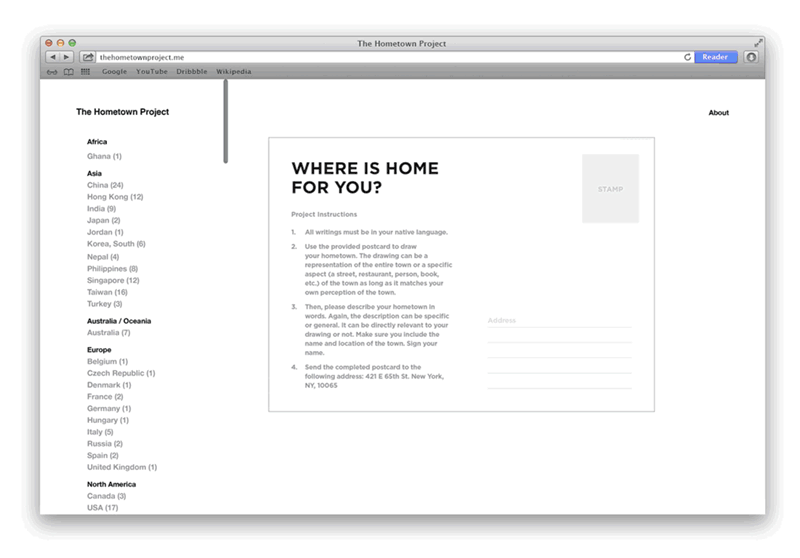 The Hometown Project
thehometownproject.me
Reader
Google YouTube Dribbble Wikipedia
The Hometown Project
About
Africa
Ghana (1)
Asia
China (24)
Hong Kong (12)
India (9)
Japan (2)
Jordan (1)
Korea, South (6)
Nepal (4)
Philippines (8)
Singapore (12)
Taiwan (16)
Turkey (3)
Australia / Oceania
Australia (7)
Europe
Belgium (1)
Czech Republic (1)
Denmark (1)
France (2)
Germany (1)
Hungary (1)
Italy (5)
Russia (2)
Spain (2)
United Kingdom (1)
North America
Canada (3)
USA (17)
WHERE IS HOME
FOR YOU?
Project Instructions
1. All writings must be in your native language.
2. Use the provided postcard to draw
your hometown. The drawing can be a
representation of the entire town or a specific
aspect (a street, restaurant, person, book,
etc.) of the town as long as it matches your
own perception of the town.
3. Then, please describe your hometown in
words. Again, the description can be specific
or general. It can be directly relevant to your
drawing or not. Make sure you include the
name and location of the town. Sign your
name.
4. Send the completed postcard to the
following address: 421 E 65th St. New York,
NY, 10065
STAMP
Address